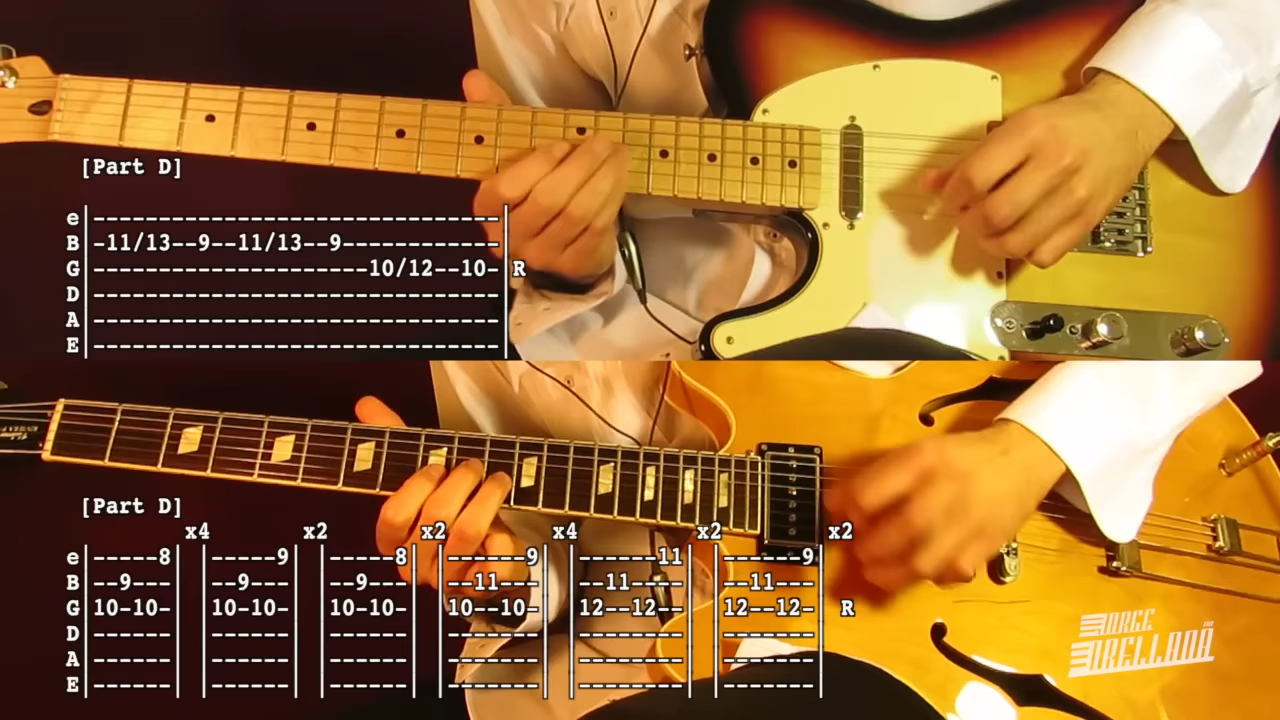 [Part D]
e|--------------------------------|
B|-11/13--9--11/13--9------------|
G|---------------------10/12--10-| R
D|--------------------------------|
A|--------------------------------|
E|--------------------------------|
[Part D]
x4 x2 x2 x4 x2 x2
e|-----8| |-----9| |-----8| |------9| |------11| |------9|
B|--9---| |--9---| |--9---| |--11---| |--11----| |--11---|
G|10-10-| |10-10-| |10-10-| |10--10-| |12--12--| |12--12-| R
D|------| |------| |------| |-------| |--------| |-------|
A|------| |------| |------| |-------| |--------| |-------|
E|------| |------| |------| |-------| |--------| |-------|
JORGE
ORELLANA